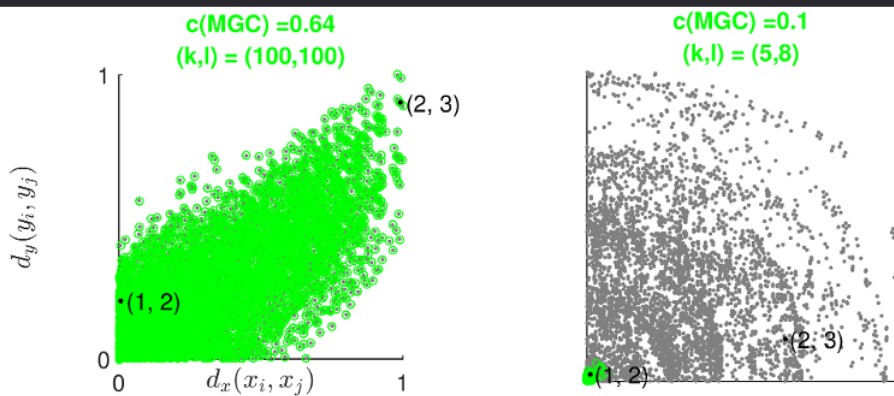 c(MGC) =0.64
(k,l) = (100,100)
1
(2, 3)
d_y(y_i, y_j)
(1, 2)
0
0
d_x(x_i, x_j)
1
c(MGC) =0.1
(k,l) = (5,8)
(2, 3)
(1, 2)